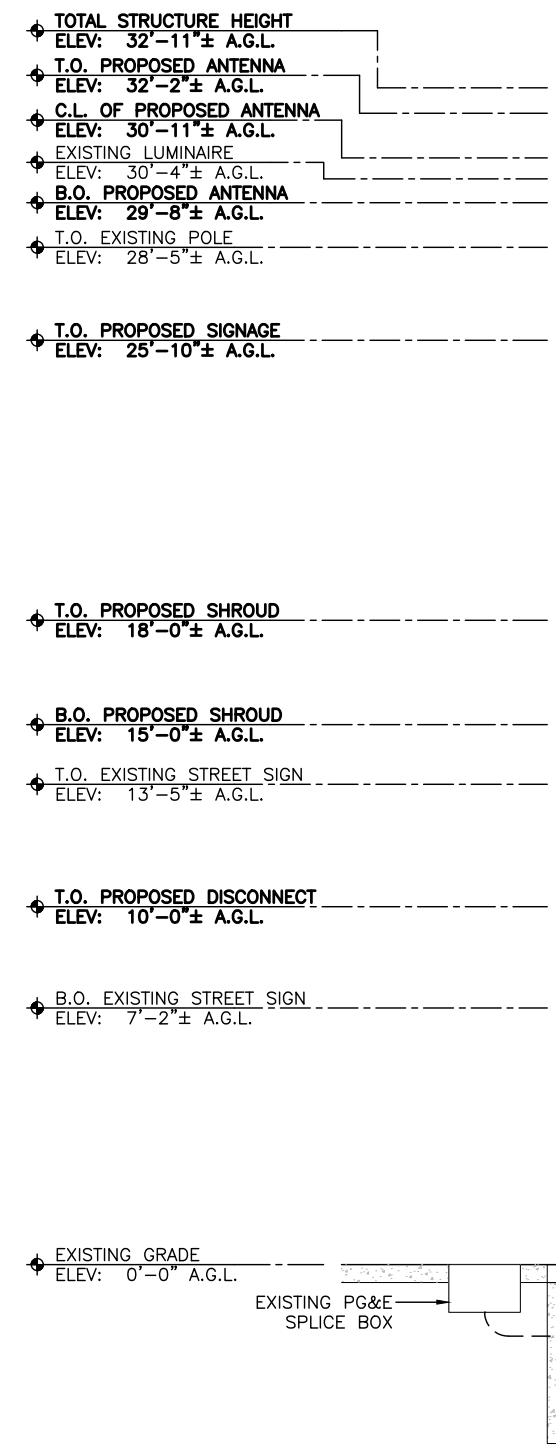 TOTAL STRUCTURE HEIGHT
ELEV: 32'-11"± A.G.L.
T.O. PROPOSED ANTENNA
ELEV: 32'-2"± A.G.L.
C.L. OF PROPOSED ANTENNA
ELEV: 30'-11"± A.G.L.
EXISTING LUMINAIRE
ELEV: 30'-4"± A.G.L.
B.O. PROPOSED ANTENNA
ELEV: 29'-8"± A.G.L.
T.O. EXISTING POLE
ELEV: 28'-5"± A.G.L.
T.O. PROPOSED SIGNAGE
ELEV: 25'-10"± A.G.L.
T.O. PROPOSED SHROUD
ELEV: 18'-0"± A.G.L.
B.O. PROPOSED SHROUD
ELEV: 15'-0"± A.G.L.
T.O. EXISTING STREET SIGN
ELEV: 13'-5"± A.G.L.
T.O. PROPOSED DISCONNECT
ELEV: 10'-0"± A.G.L.
B.O. EXISTING STREET SIGN
ELEV: 7'-2"± A.G.L.
EXISTING GRADE
ELEV: 0'-0" A.G.L.
EXISTING PG&E
SPLICE BOX